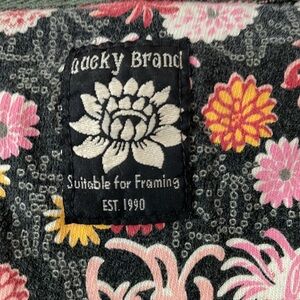 Lucky Brand
Suitable for Framing
EST. 1990